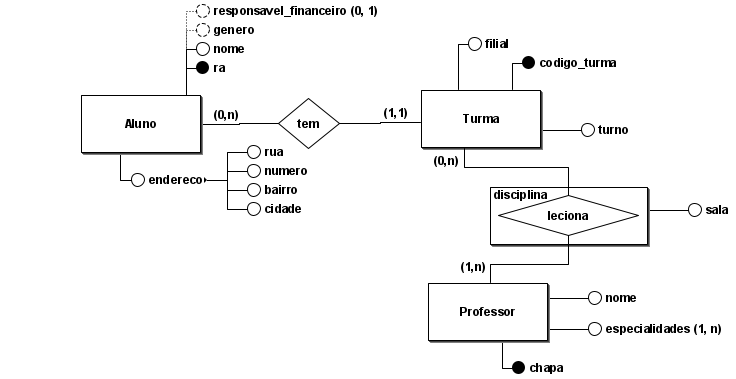 responsavel_financeiro (0, 1)
genero
nome
ra
Aluno
(0,n)
tem
(1,1)
filial
codigo_turma
Turma
turno
endereco
rua
numero
bairro
cidade
(0,n)
disciplina
leciona
sala
(1,n)
Professor
nome
especialidades (1, n)
chapa